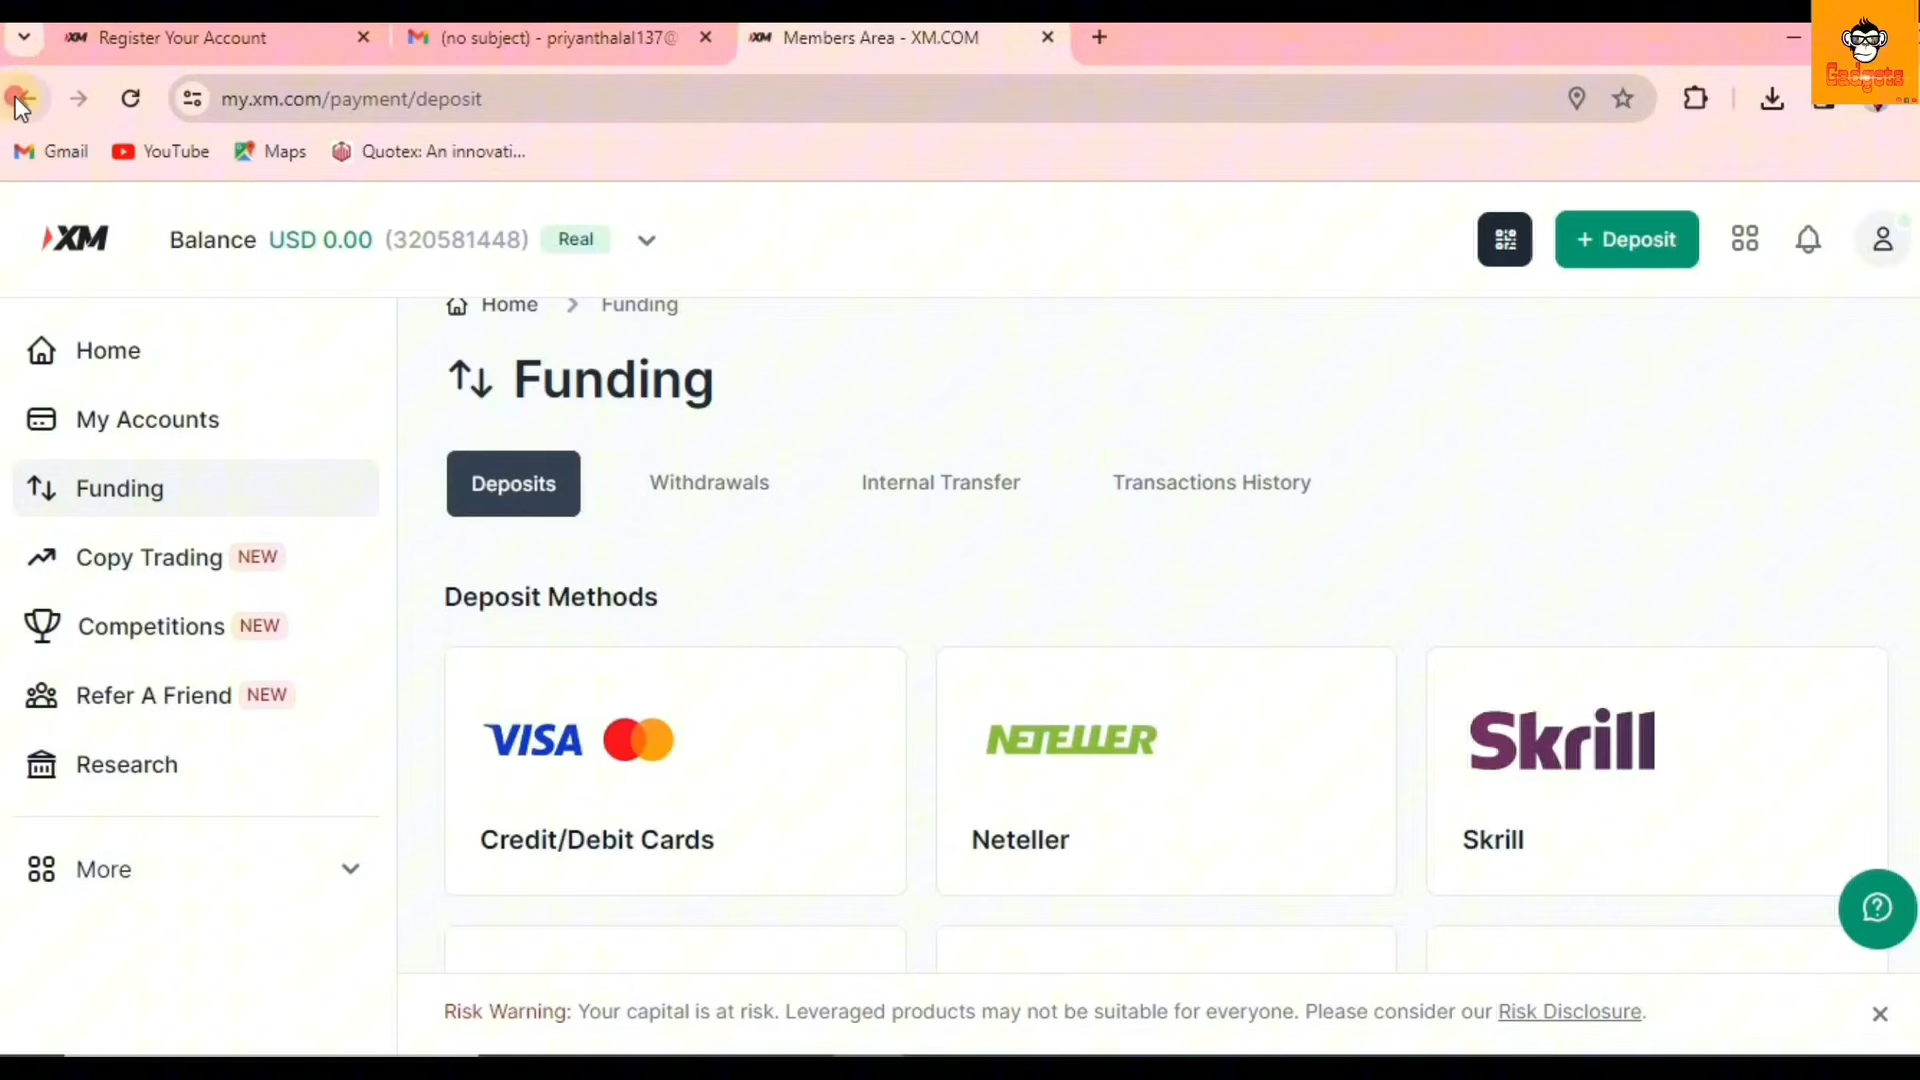 XM Register Your Account
(no subject) - priyanthalal137@
XM Members Area - XM.COM
Gadgets
my.xm.com/payment/deposit
Gmail
YouTube
Maps
Quotex: An innovati...
XM
Balance USD 0.00 (320581448) Real
+ Deposit
Home
My Accounts
Funding
Copy Trading NEW
Competitions NEW
Refer A Friend NEW
Research
More
Home > Funding
Funding
Deposits
Withdrawals
Internal Transfer
Transactions History
Deposit Methods
VISA
Credit/Debit Cards
NETELLER
Neteller
Skrill
Skrill
Risk Warning: Your capital is at risk. Leveraged products may not be suitable for everyone. Please consider our Risk Disclosure.